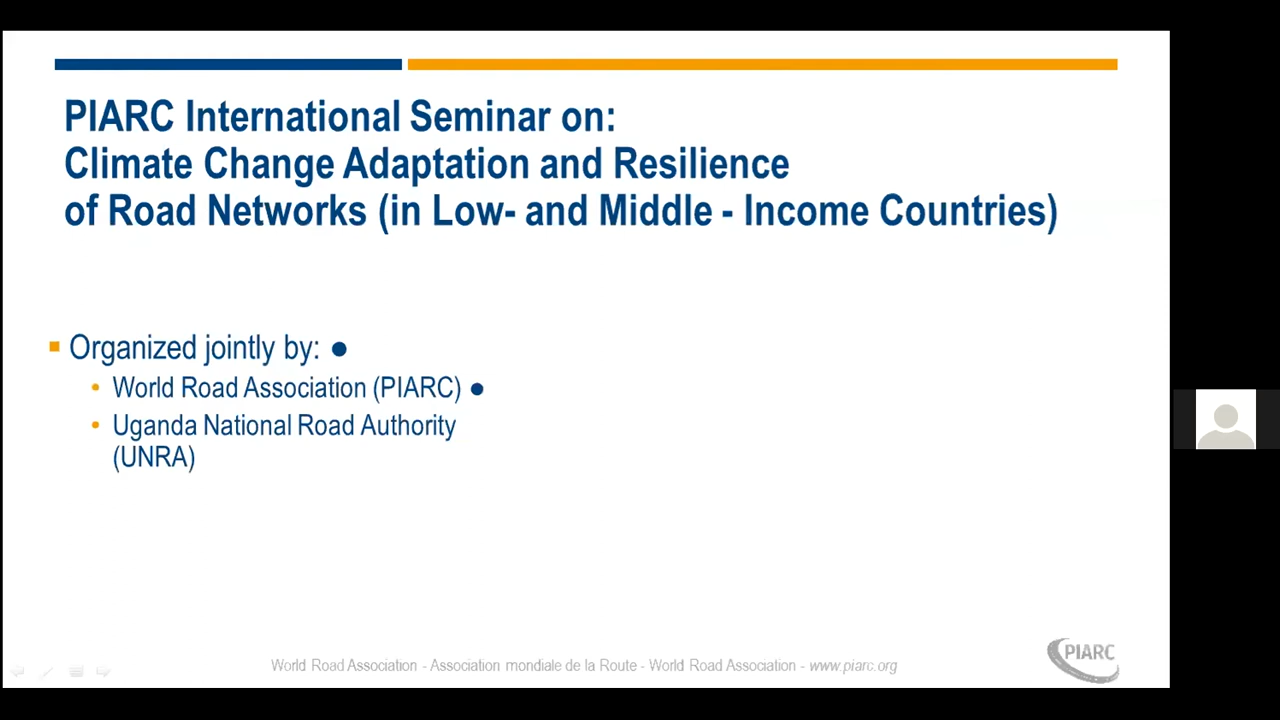 PIARC International Seminar on:
Climate Change Adaptation and Resilience
of Road Networks (in Low- and Middle - Income Countries)
Organized jointly by: ●
• World Road Association (PIARC) ●
• Uganda National Road Authority
(UNRA)
World Road Association - Association mondiale de la Route - World Road Association - www.piarc.org
PIARC